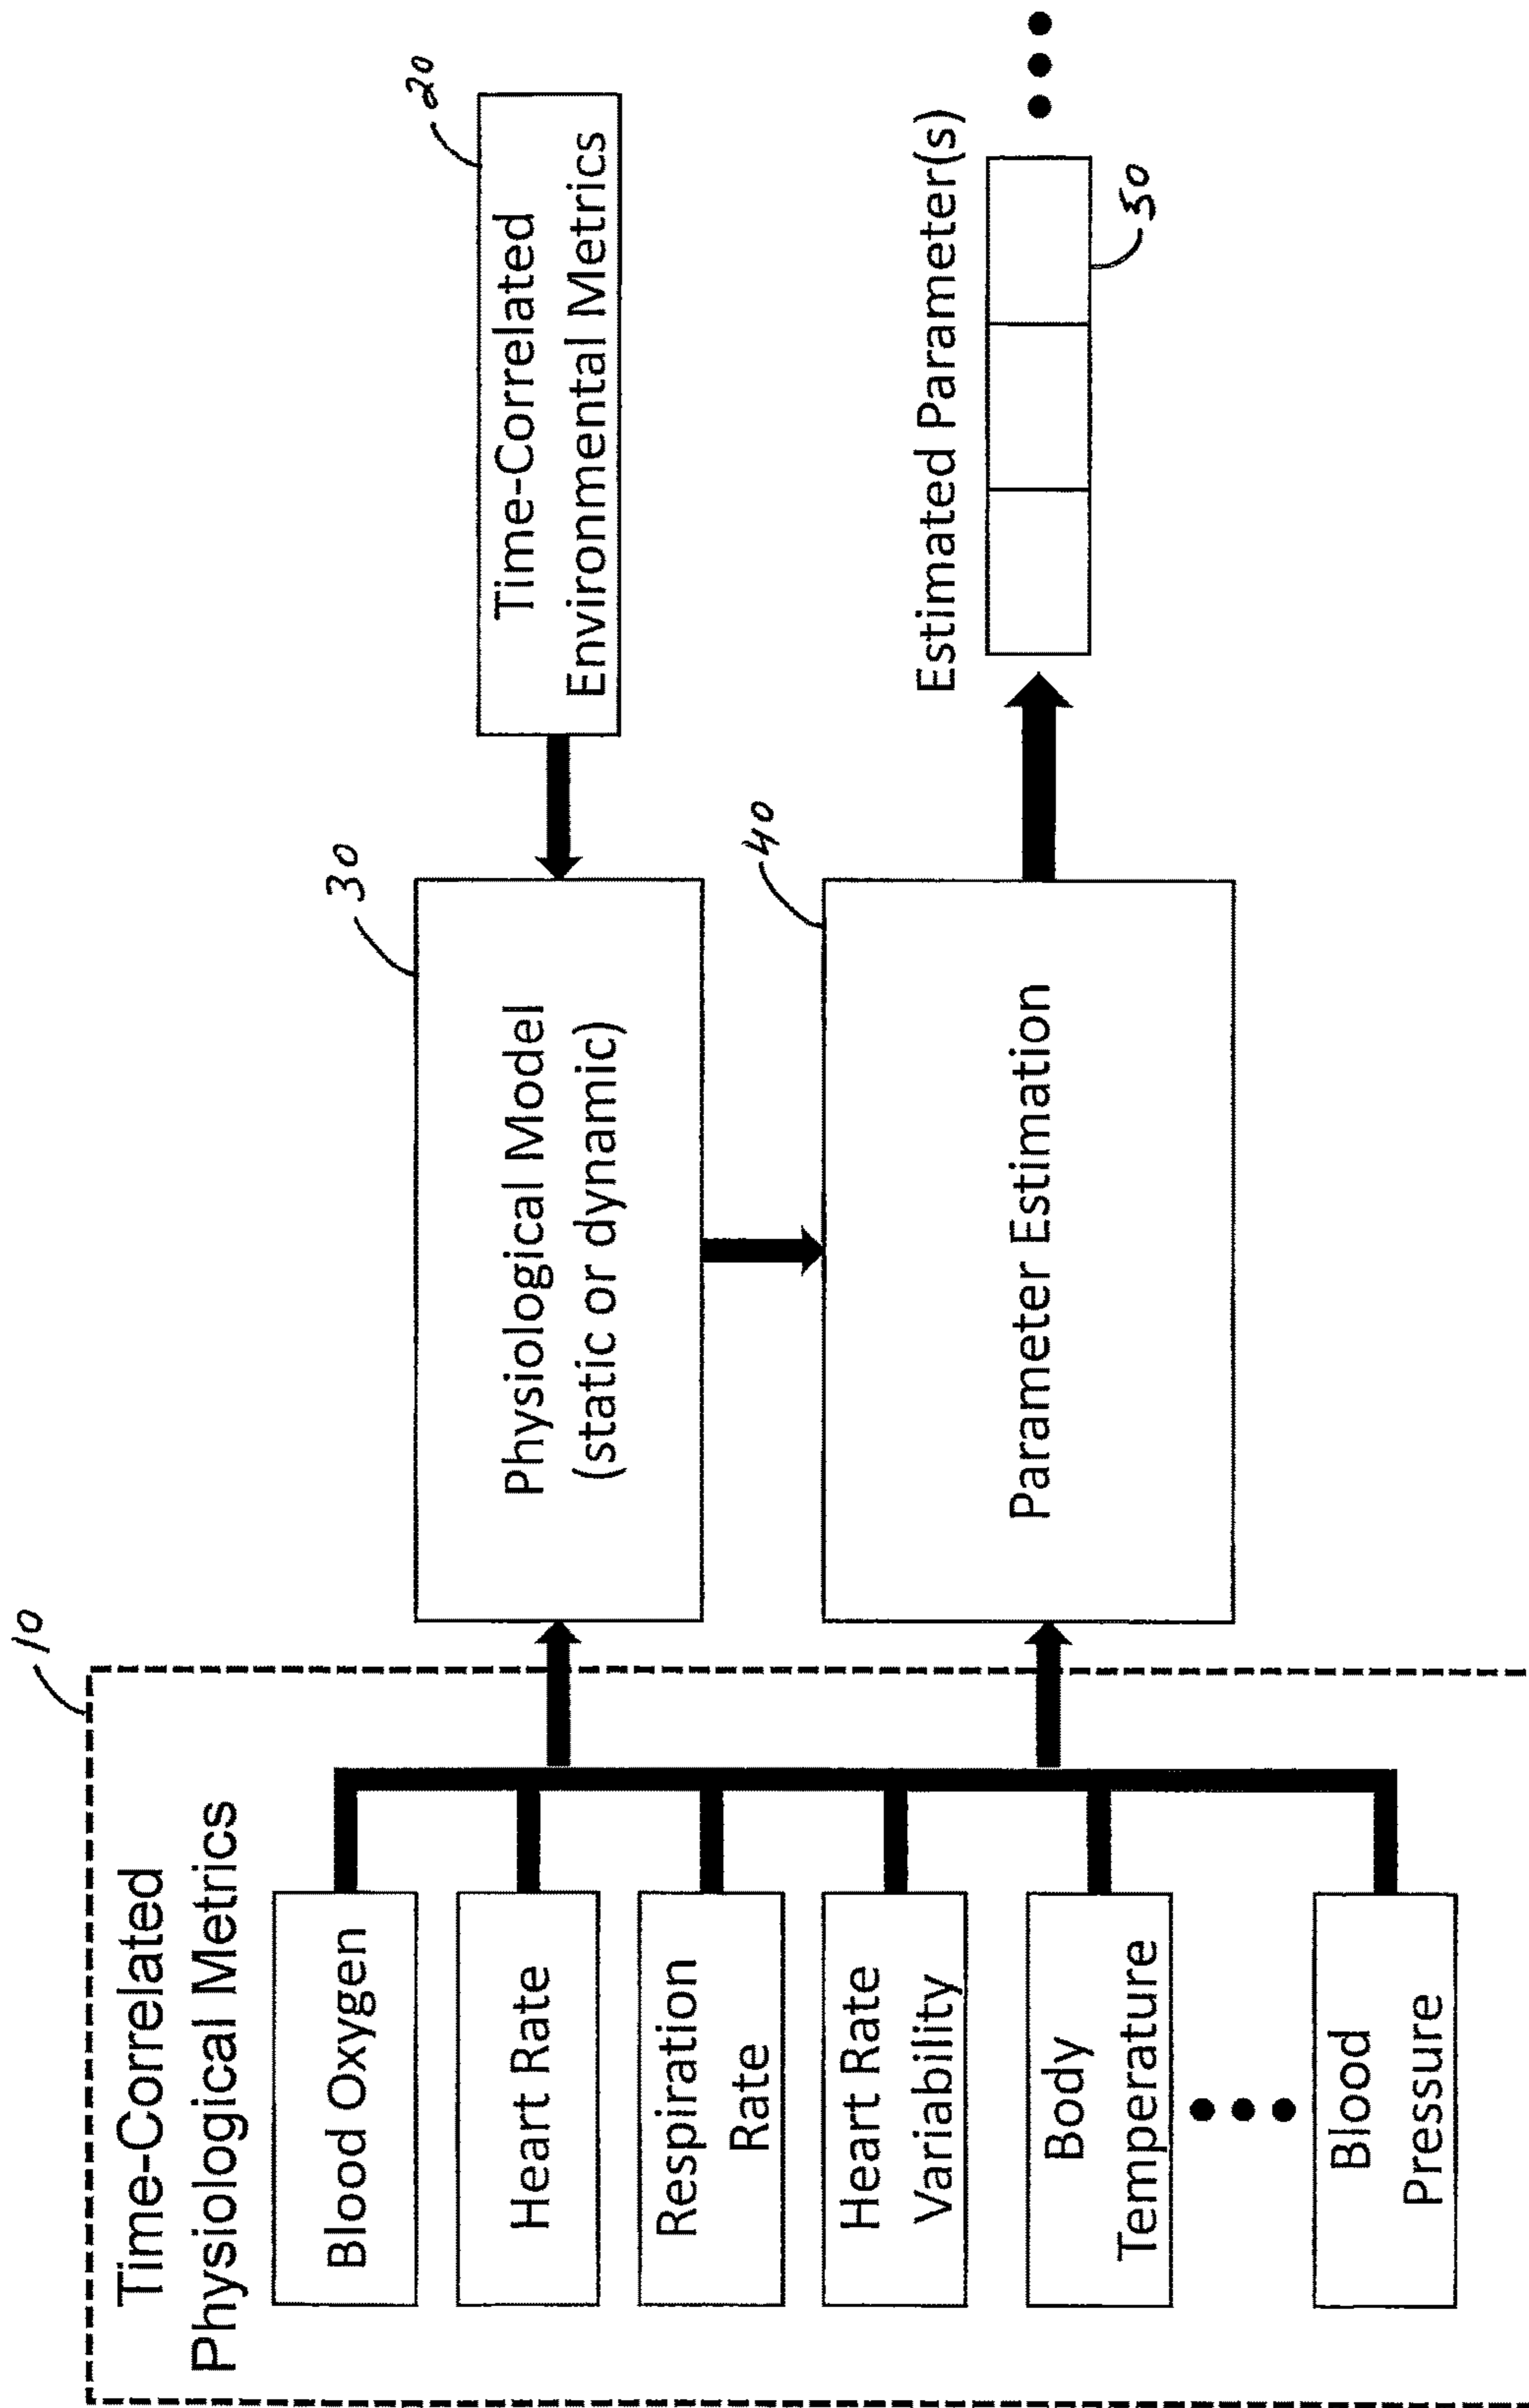 10
Time-Correlated
Physiological Metrics
Blood Oxygen
Heart Rate
Respiration
Rate
Heart Rate
Variability
Body
Temperature
Blood
Pressure
30
Physiological Model
(static or dynamic)
40
Parameter Estimation
20
Time-Correlated
Environmental Metrics
Estimated Parameter(s)
50